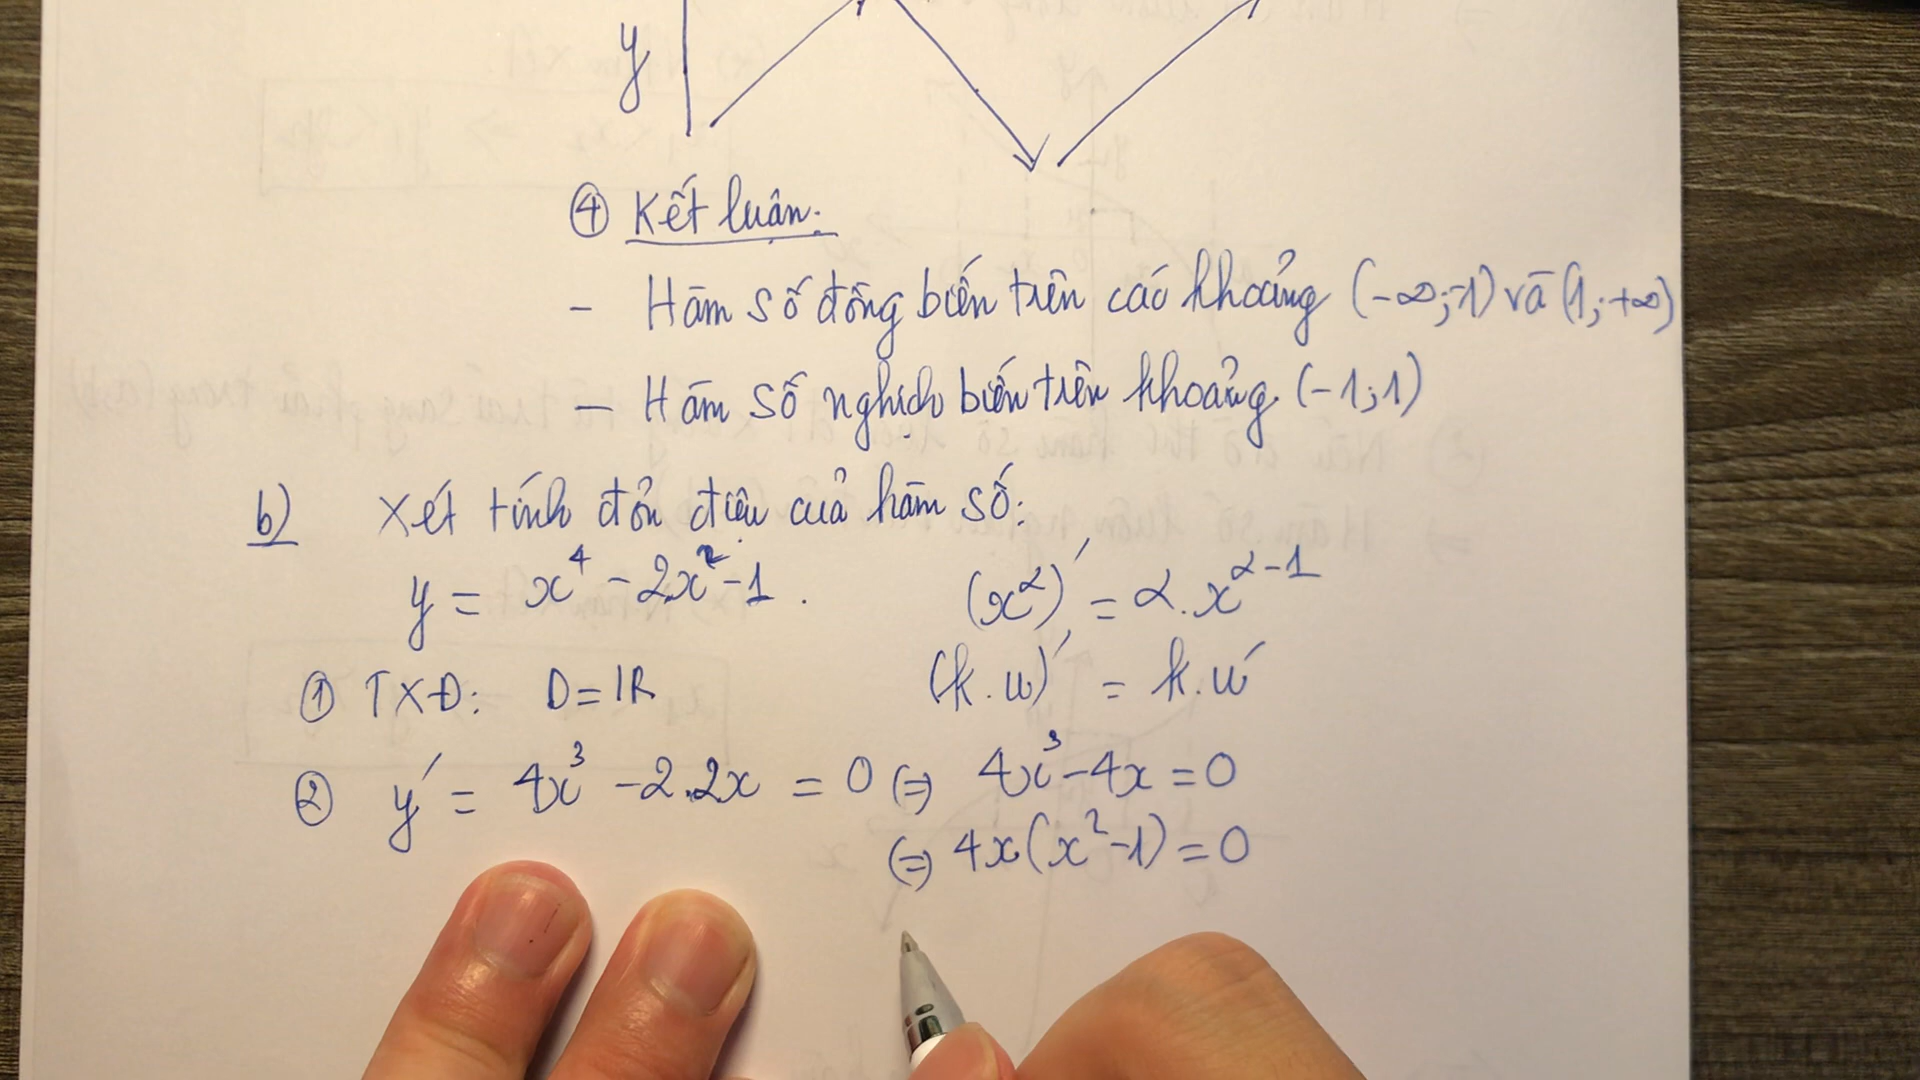 y
④ Kết luận:
- Hàm số đồng biến trên các khoảng (-∞;-1) và (1;+∞)
- Hàm số nghịch biến trên khoảng (-1;1)
b) Xét tính đơn điệu của hàm số:
y = x⁴ - 2x² - 1 . (x^α)' = α.x^(α-1)
① TXĐ: D = ℝ (k.u)' = k.u'
② y' = 4x³ - 2.2x = 0 (=) 4x³ - 4x = 0
(=) 4x(x² - 1) = 0